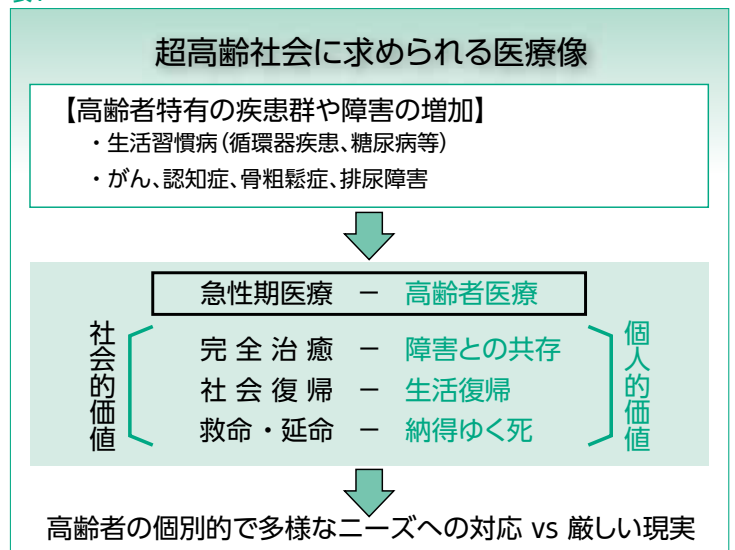 超高齢社会に求められる医療像
【高齢者特有の疾患群や障害の増加】
・生活習慣病(循環器疾患、糖尿病等)
・がん、認知症、骨粗鬆症、排尿障害
急性期医療 － 高齢者医療
社会的価値
完全治癒 － 障害との共存
社会復帰 － 生活復帰
救命・延命 － 納得ゆく死
個人的価値
高齢者の個別的で多様なニーズへの対応 vs 厳しい現実